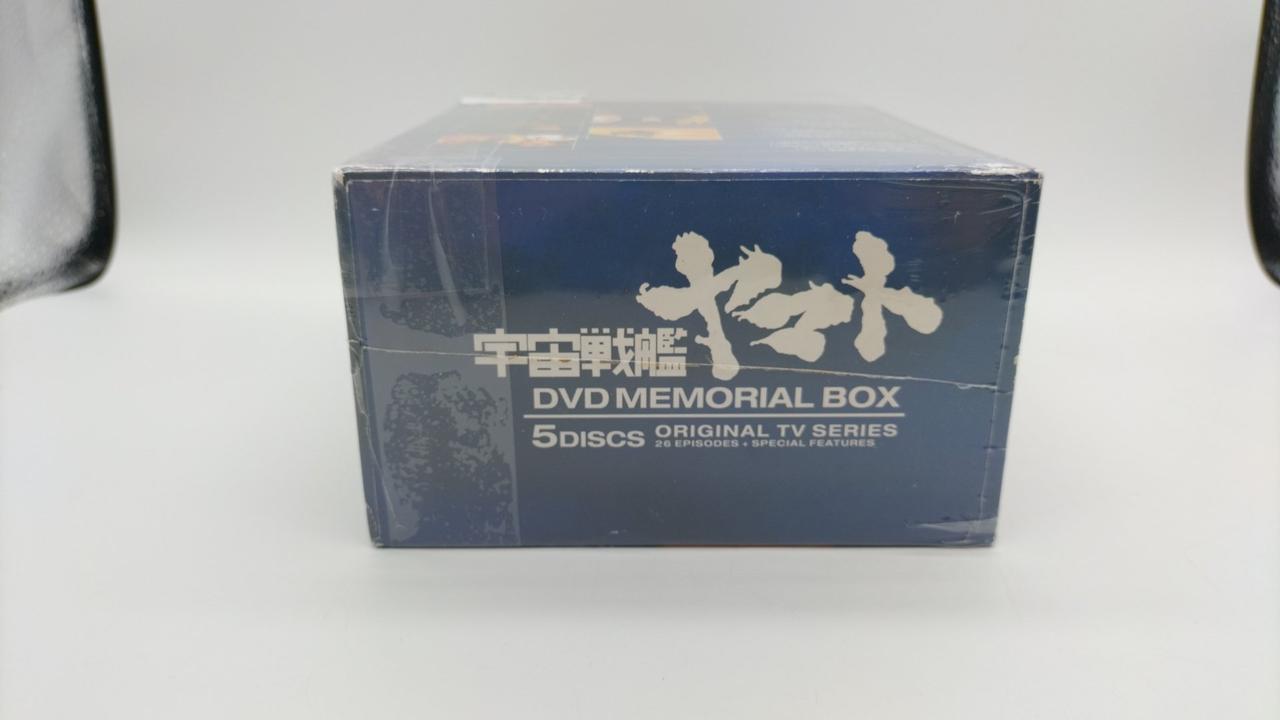 宇宙戦艦ヤマト
DVD MEMORIAL BOX
5DISCS
ORIGINAL TV SERIES
26 EPISODES + SPECIAL FEATURES